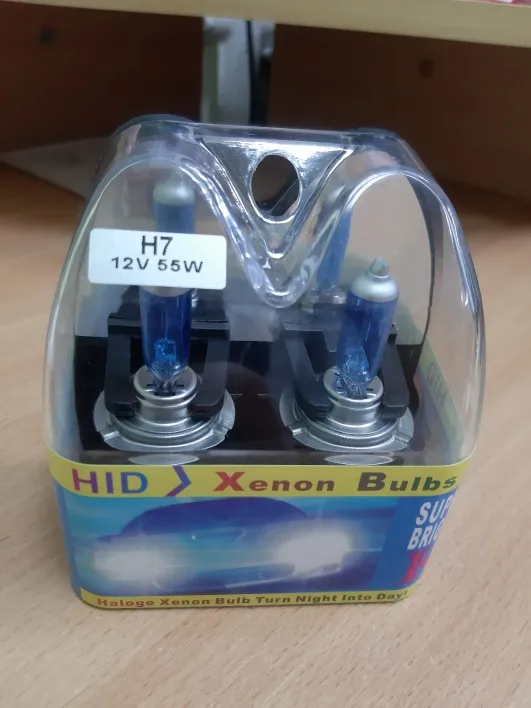 H7
12V 55W
HID > Xenon Bulbs
SUP
BRIG
Haloge Xenon Bulb Turn Night Into Day!